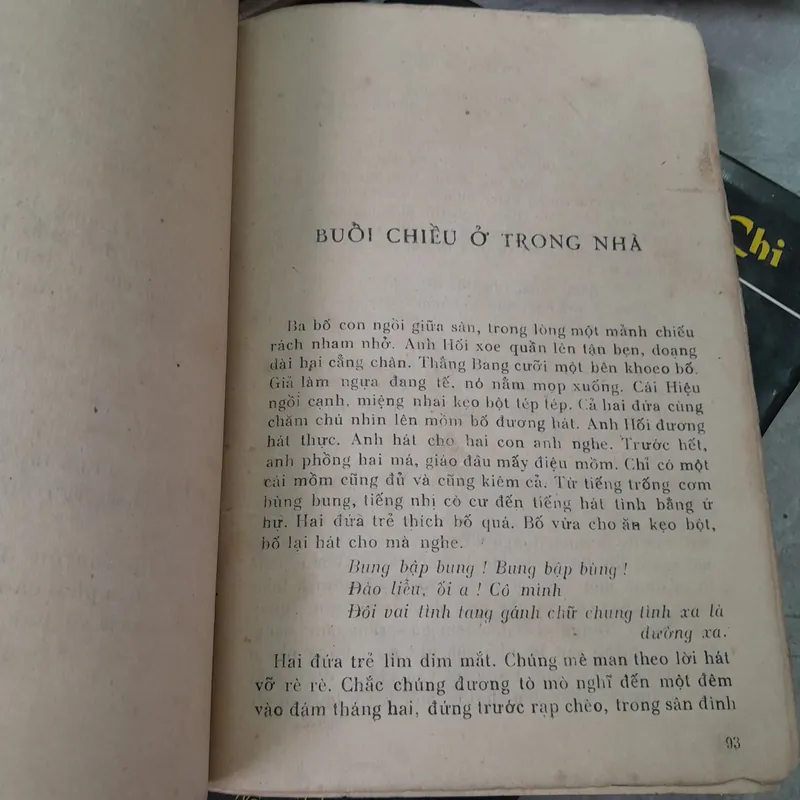 BUỔI CHIỀU Ở TRONG NHÀ
Ba bố con ngồi giữa sân, trong lòng một mảnh chiếu
rách nham nhở. Anh Hối xoe quần lên tận bẹn, doạng
dài hai cẳng chân. Thằng Bang cưỡi một bên khoeo bố.
Giả làm ngựa đang tế, nó nằm mọp xuống. Cái Hiệu
ngồi cạnh, miệng nhai kẹo bột tép tép. Cả hai đứa cùng
chăm chú nhìn lên mồm bố đương hát. Anh Hối đương
hát thực. Anh hát cho hai con anh nghe. Trước hết,
anh phồng hai má, giáo đầu mấy điệu mồm. Chỉ có một
cái mồm cũng đủ và cũng kiêm cả. Từ tiếng trống cơm
bùng bung, tiếng nhị cò cư đến tiếng hát tình bằng ứ
hự. Hai đứa trẻ thích bố quá. Bố vừa cho ăn kẹo bột,
bố lại hát cho mà nghe.
Bung bập bung ! Bung bập bùng !
Đào liễu, ối a ! Cô mình
Đôi vai tình tang gánh chữ chung tình xa là
đường xa.
Hai đứa trẻ lim dim mắt. Chúng mê man theo lời hát
vỡ rè rè. Chắc chúng đương tò mò nghĩ đến một đêm
vào đám tháng hai, đứng trước rạp chèo, trong sân đình
93
Chi